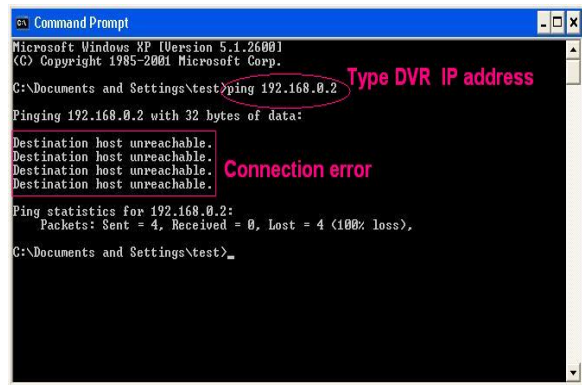 Command Prompt
Microsoft Windows XP [Version 5.1.2600]
(C) Copyright 1985-2001 Microsoft Corp.
C:\Documents and Settings\test>ping 192.168.0.2
Type DVR IP address
Pinging 192.168.0.2 with 32 bytes of data:
Destination host unreachable.
Destination host unreachable.
Destination host unreachable.
Destination host unreachable.
Connection error
Ping statistics for 192.168.0.2:
Packets: Sent = 4, Received = 0, Lost = 4 (100% loss),
C:\Documents and Settings\test>_